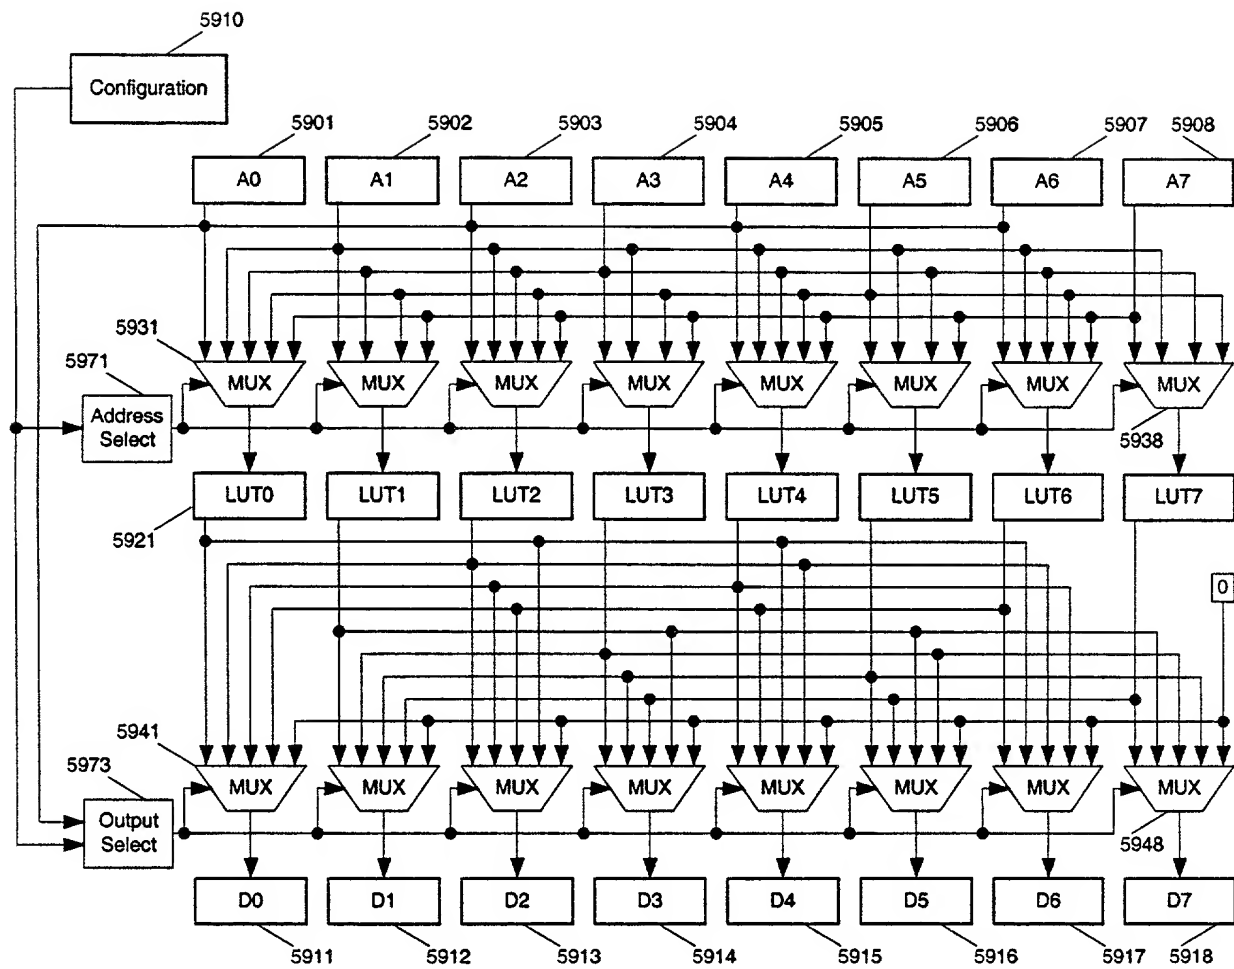 5910
Configuration
5901 5902 5903 5904 5905 5906 5907 5908
A0 A1 A2 A3 A4 A5 A6 A7
5931
MUX MUX MUX MUX MUX MUX MUX MUX
5971
Address
Select
5938
LUT0 LUT1 LUT2 LUT3 LUT4 LUT5 LUT6 LUT7
5921
0
5941
MUX MUX MUX MUX MUX MUX MUX MUX
5973
Output
Select
5948
D0 D1 D2 D3 D4 D5 D6 D7
5911 5912 5913 5914 5915 5916 5917 5918